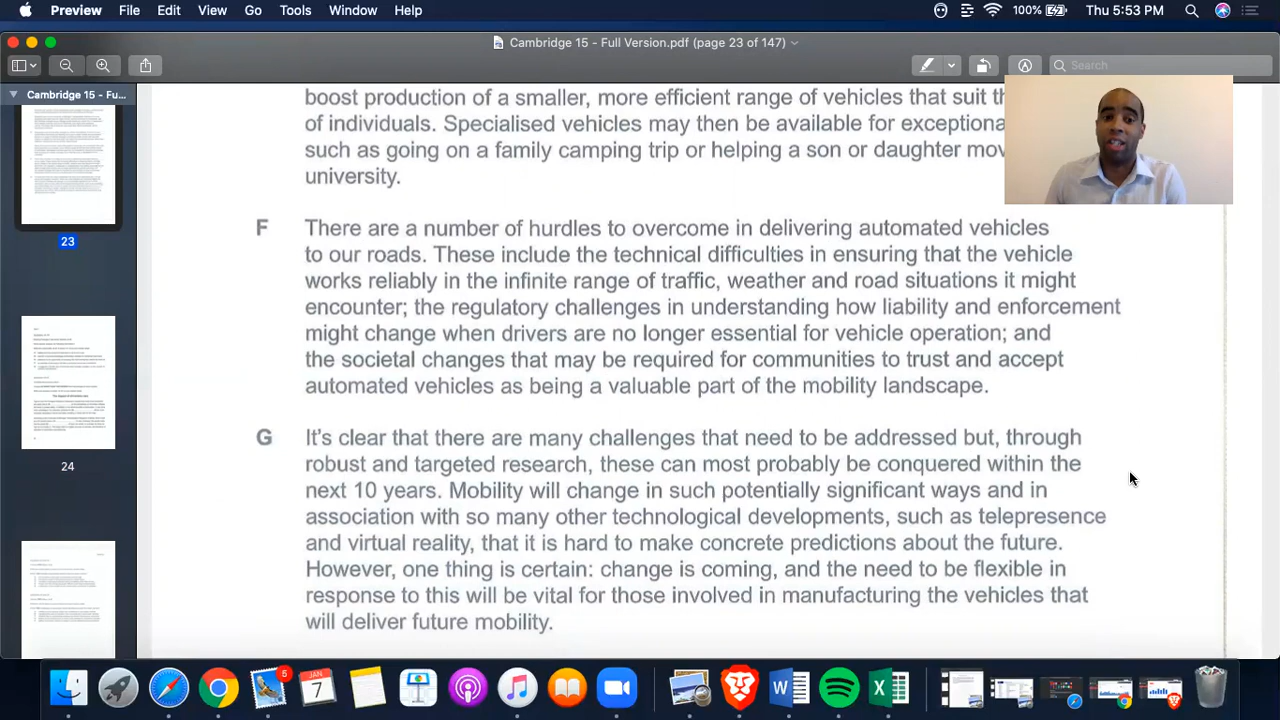 Preview File Edit View Go Tools Window Help 100% Thu 5:53 PM
Cambridge 15 - Full Version.pdf (page 23 of 147)
Search
Cambridge 15 - Fu...
23
24
boost production of a smaller, more efficient range of vehicles that suit th
of individuals. Specialised vehicles may then be available for exceptiona
such as going on a family camping trip or helping a son or daughter mov
university.
F There are a number of hurdles to overcome in delivering automated vehicles
to our roads. These include the technical difficulties in ensuring that the vehicle
works reliably in the infinite range of traffic, weather and road situations it might
encounter; the regulatory challenges in understanding how liability and enforcement
might change when drivers are no longer essential for vehicle operation; and
the societal changes that may be required for communities to trust and accept
automated vehicles as being a valuable part of the mobility landscape.
G It's clear that there are many challenges that need to be addressed but, through
robust and targeted research, these can most probably be conquered within the
next 10 years. Mobility will change in such potentially significant ways and in
association with so many other technological developments, such as telepresence
and virtual reality, that it is hard to make concrete predictions about the future.
However, one thing is certain: change is coming, and the need to be flexible in
response to this will be vital for those involved in manufacturing the vehicles that
will deliver future mobility.
5
JAN
7